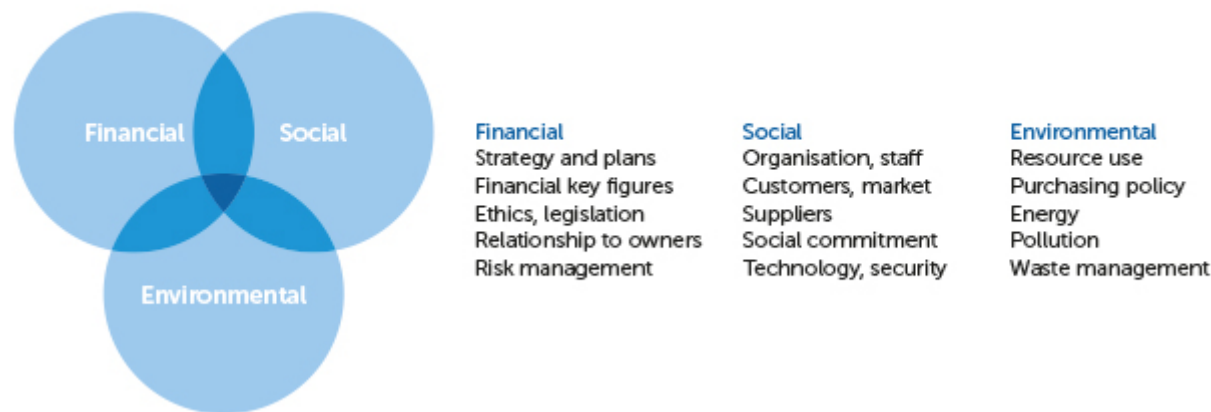 Financial
Social
Environmental
Financial
Strategy and plans
Financial key figures
Ethics, legislation
Relationship to owners
Risk management
Social
Organisation, staff
Customers, market
Suppliers
Social commitment
Technology, security
Environmental
Resource use
Purchasing policy
Energy
Pollution
Waste management